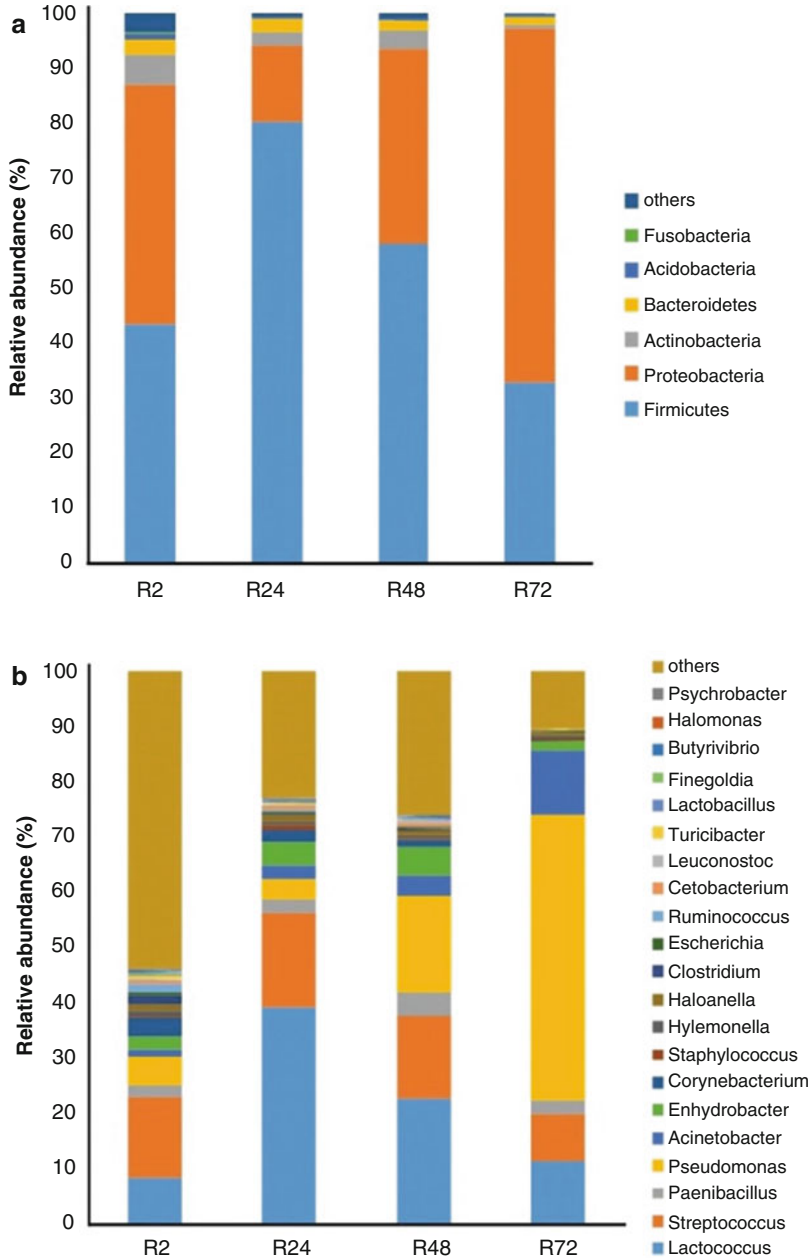 a
Relative abundance (%)
100
90
80
70
60
50
40
30
20
10
0
R2 R24 R48 R72
others
Fusobacteria
Acidobacteria
Bacteroidetes
Actinobacteria
Proteobacteria
Firmicutes
b
Relative abundance (%)
100
90
80
70
60
50
40
30
20
10
0
R2 R24 R48 R72
others
Psychrobacter
Halomonas
Butyrivibrio
Finegoldia
Lactobacillus
Turicibacter
Leuconostoc
Cetobacterium
Ruminococcus
Escherichia
Clostridium
Haloanella
Hylemonella
Staphylococcus
Corynebacterium
Enhydrobacter
Acinetobacter
Pseudomonas
Paenibacillus
Streptococcus
Lactococcus